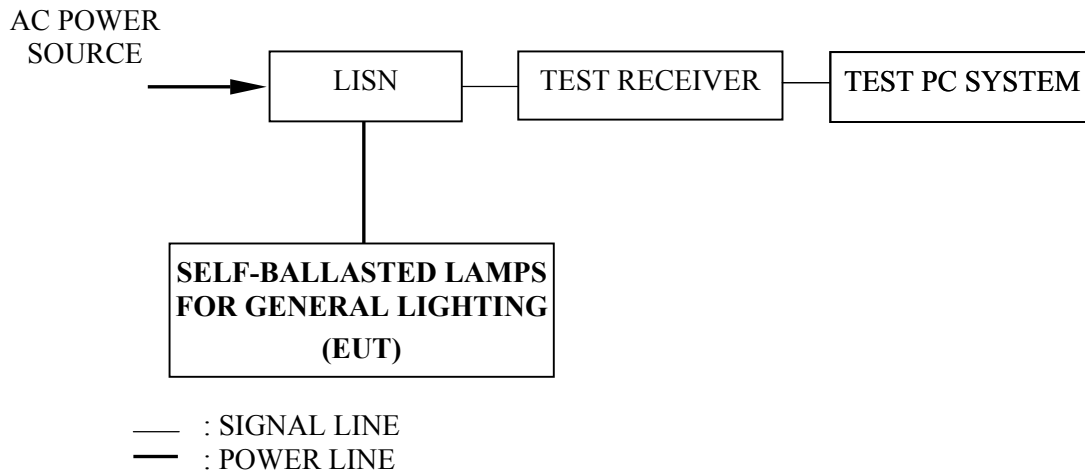 AC POWER
SOURCE
LISN
TEST RECEIVER
TEST PC SYSTEM
SELF-BALLASTED LAMPS
FOR GENERAL LIGHTING
(EUT)
: SIGNAL LINE
: POWER LINE